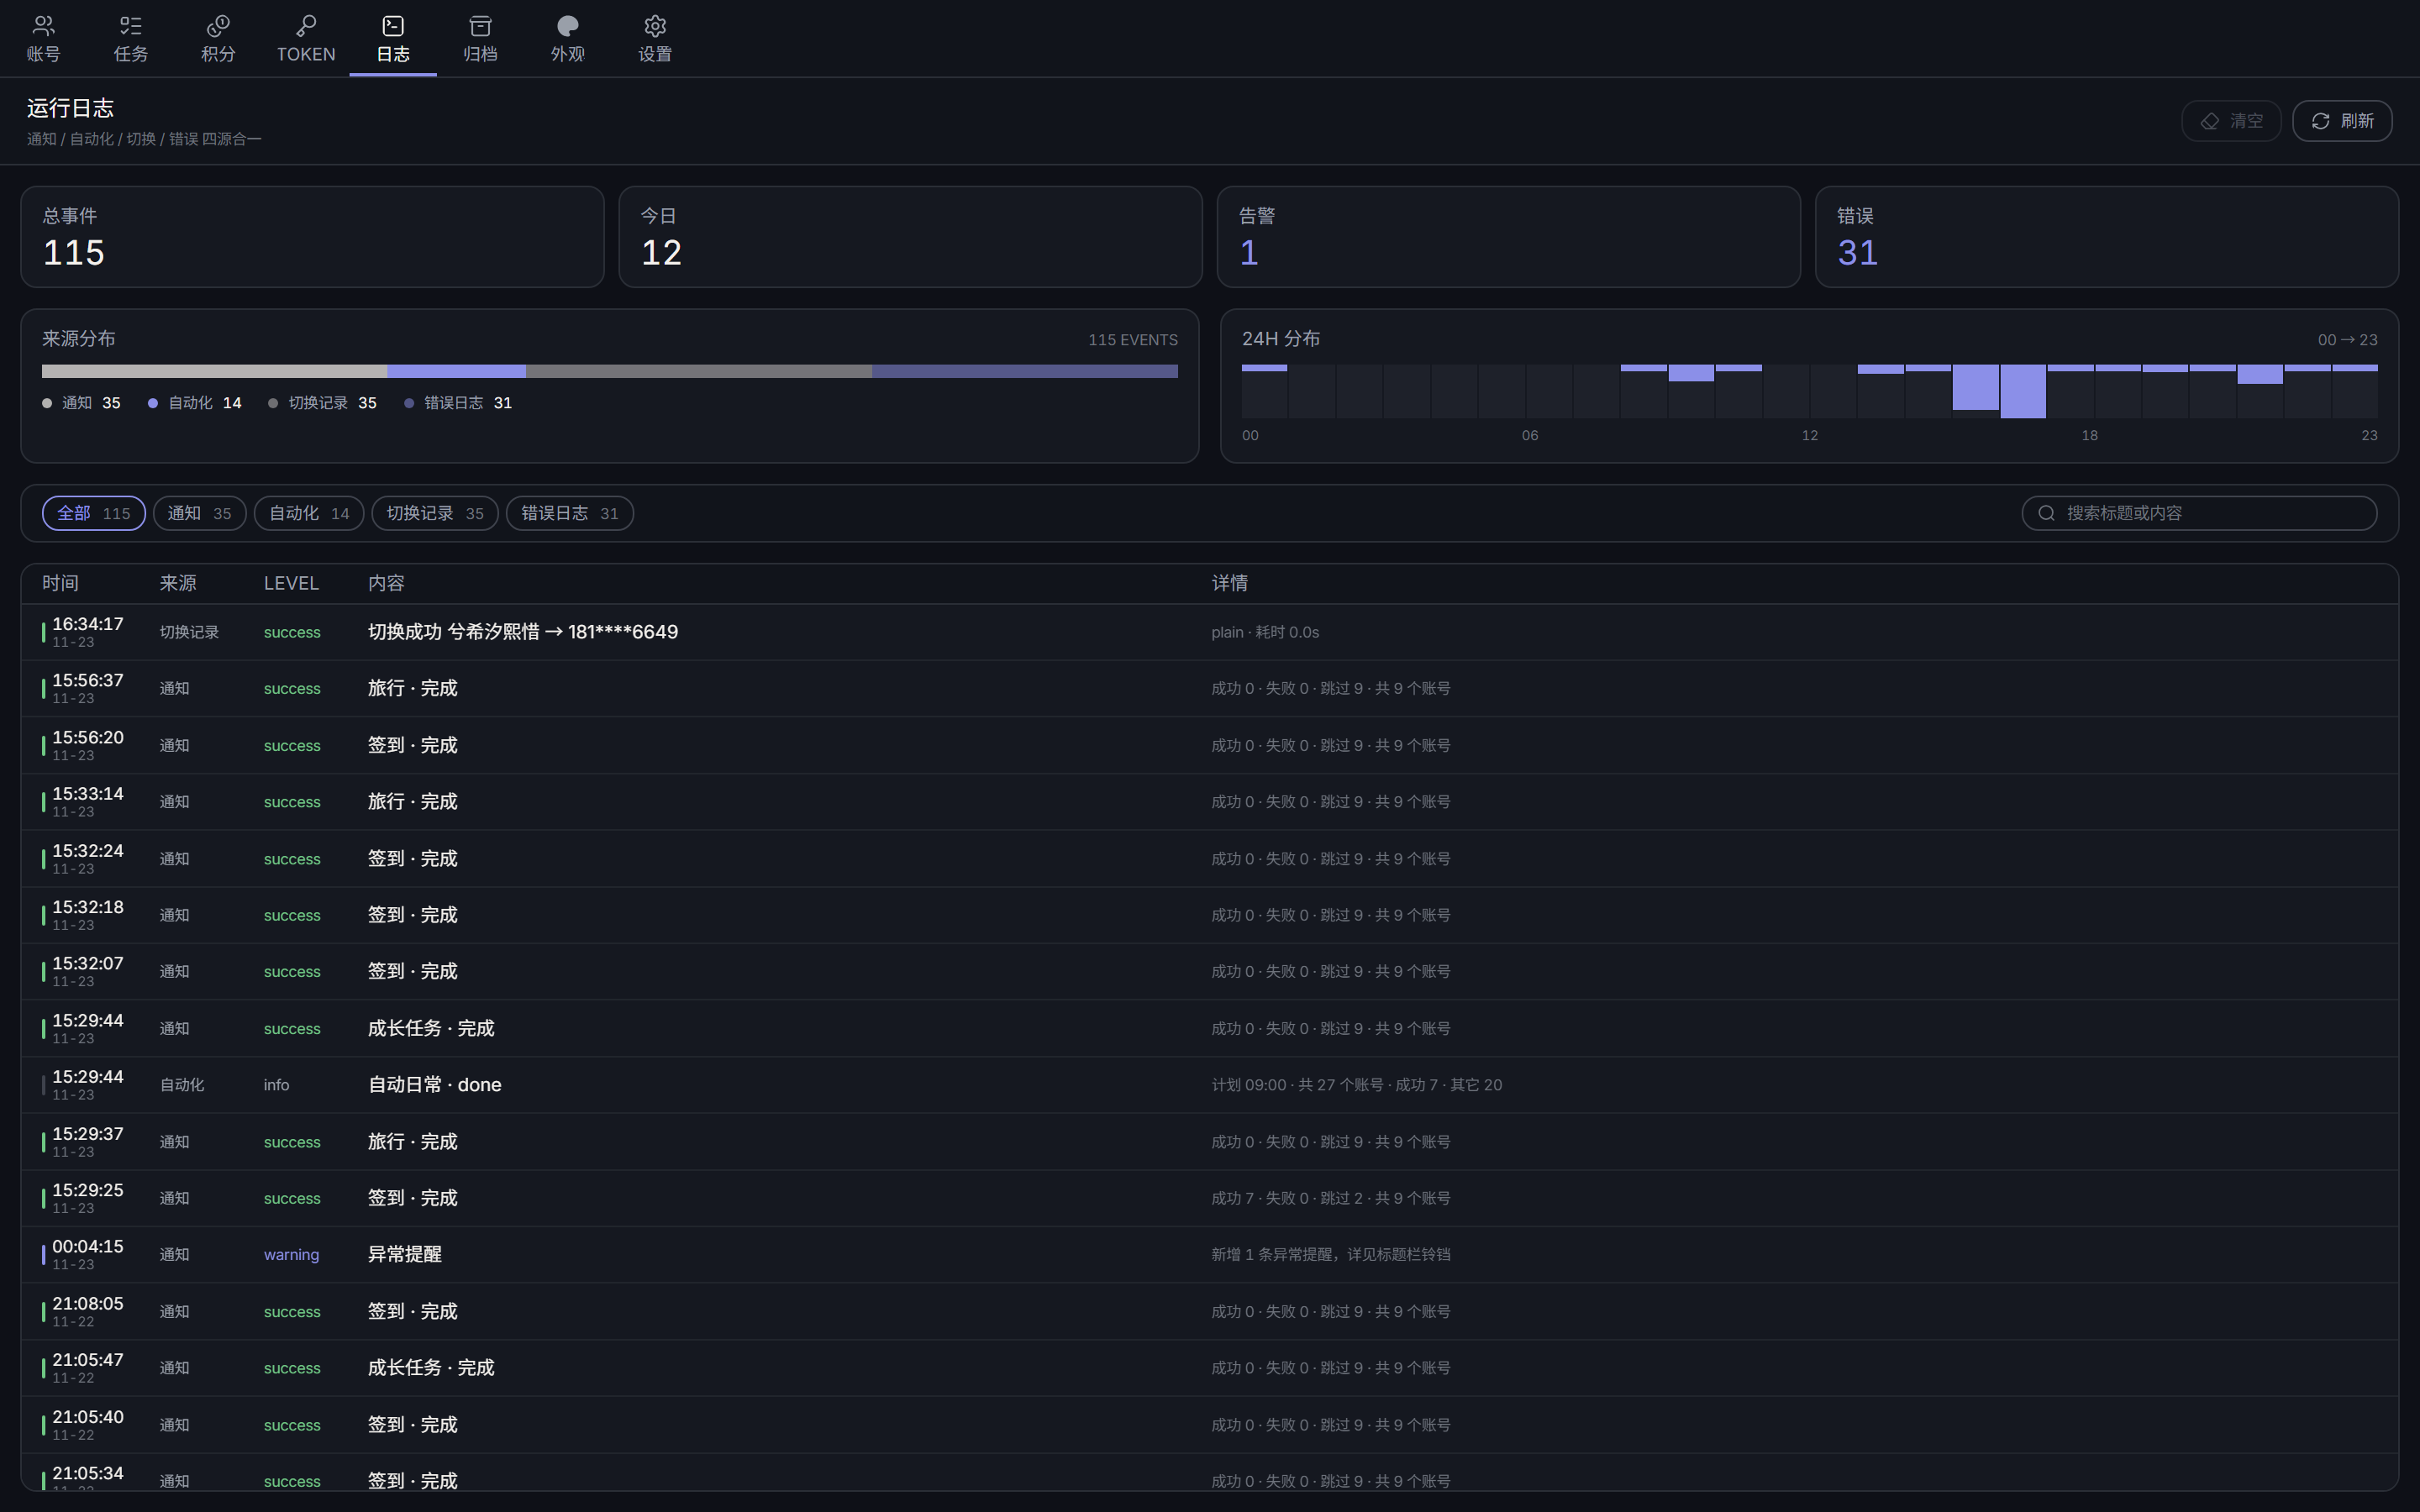 账号 任务 积分 TOKEN 日志 归档 外观 设置
运行日志
通知 / 自动化 / 切换 / 错误 四源合一
清空 刷新
总事件 今日 告警 错误
115 12 1 31
来源分布 115 EVENTS
通知 35 自动化 14 切换记录 35 错误日志 31
24H 分布 00 → 23
00 06 12 18 23
全部 115 通知 35 自动化 14 切换记录 35 错误日志 31 搜索标题或内容
时间 来源 LEVEL 内容 详情
16:34:17 切换记录 success 切换成功 兮希汐熙惜 → 181****6649 plain · 耗时 0.0s
11-23
15:56:37 通知 success 旅行 · 完成 成功 0 · 失败 0 · 跳过 9 · 共 9 个账号
11-23
15:56:20 通知 success 签到 · 完成 成功 0 · 失败 0 · 跳过 9 · 共 9 个账号
11-23
15:33:14 通知 success 旅行 · 完成 成功 0 · 失败 0 · 跳过 9 · 共 9 个账号
11-23
15:32:24 通知 success 签到 · 完成 成功 0 · 失败 0 · 跳过 9 · 共 9 个账号
11-23
15:32:18 通知 success 签到 · 完成 成功 0 · 失败 0 · 跳过 9 · 共 9 个账号
11-23
15:32:07 通知 success 签到 · 完成 成功 0 · 失败 0 · 跳过 9 · 共 9 个账号
11-23
15:29:44 通知 success 成长任务 · 完成 成功 0 · 失败 0 · 跳过 9 · 共 9 个账号
11-23
15:29:44 自动化 info 自动日常 · done 计划 09:00 · 共 27 个账号 · 成功 7 · 其它 20
11-23
15:29:37 通知 success 旅行 · 完成 成功 0 · 失败 0 · 跳过 9 · 共 9 个账号
11-23
15:29:25 通知 success 签到 · 完成 成功 7 · 失败 0 · 跳过 2 · 共 9 个账号
11-23
00:04:15 通知 warning 异常提醒 新增 1 条异常提醒，详见标题栏铃铛
11-23
21:08:05 通知 success 签到 · 完成 成功 0 · 失败 0 · 跳过 9 · 共 9 个账号
11-22
21:05:47 通知 success 成长任务 · 完成 成功 0 · 失败 0 · 跳过 9 · 共 9 个账号
11-22
21:05:40 通知 success 签到 · 完成 成功 0 · 失败 0 · 跳过 9 · 共 9 个账号
11-22
21:05:34 通知 success 签到 · 完成 成功 0 · 失败 0 · 跳过 9 · 共 9 个账号